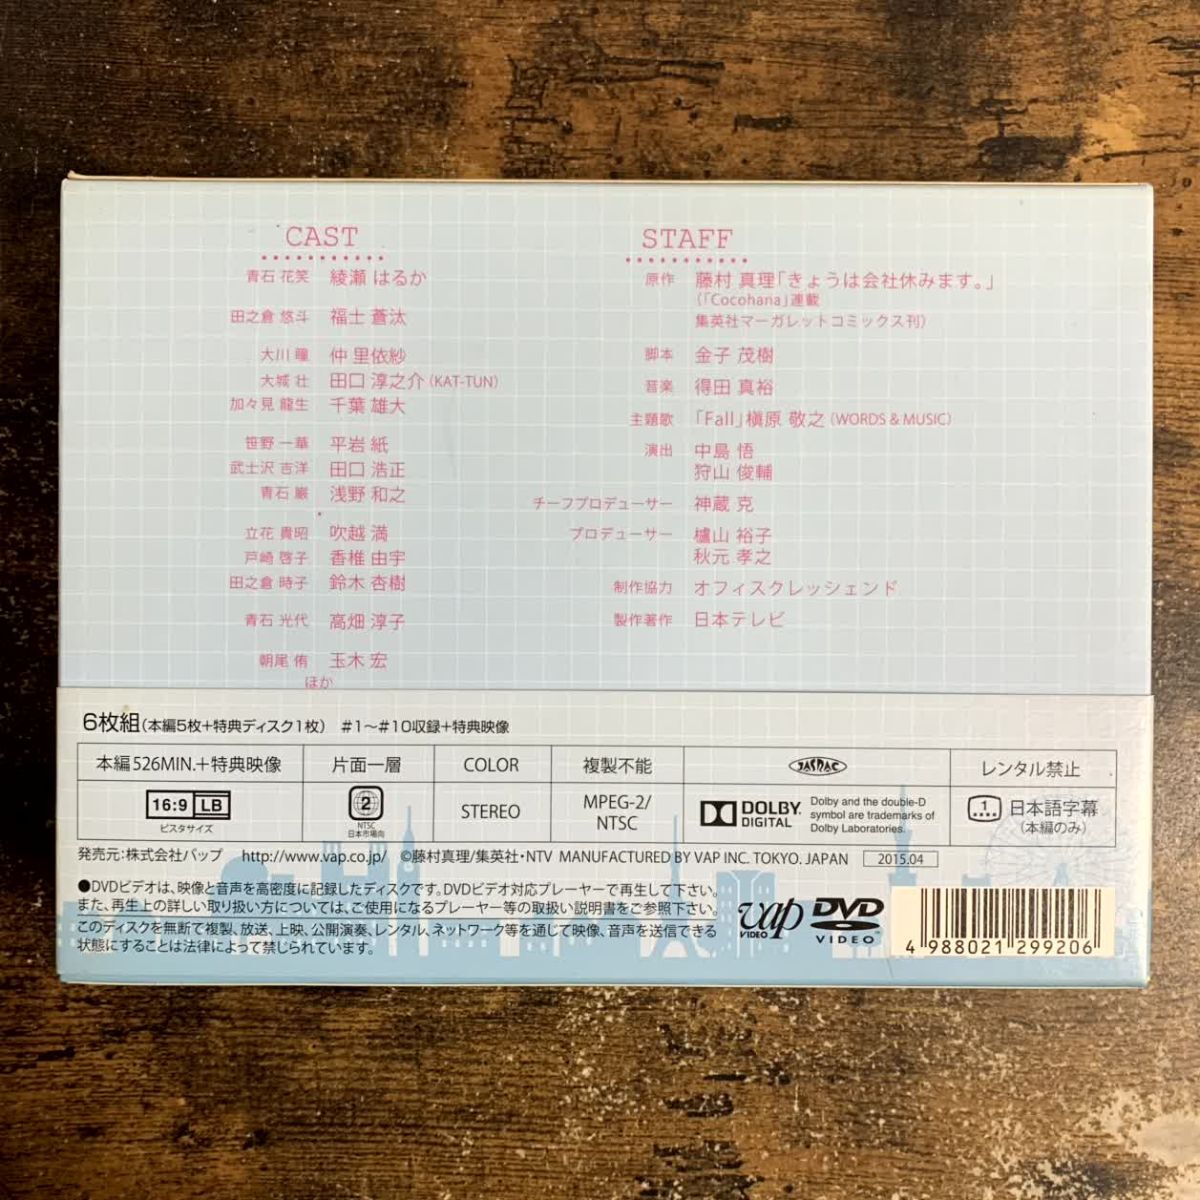 CAST
青石 花笑 綾瀬 はるか
田之倉 悠斗 福士 蒼汰
大川 瞳 仲 里依紗
大城 壮 田口 淳之介(KAT-TUN)
加々見 龍生 千葉 雄大
笹野 一華 平岩 紙
武士沢 吉洋 田口 浩正
青石 巌 浅野 和之
立花 貴昭 吹越 満
戸崎 啓子 香椎 由宇
田之倉 時子 鈴木 杏樹
青石 光代 高畑 淳子
朝尾 侑 玉木 宏
ほか
STAFF
原作 藤村 真理「きょうは会社休みます。」
(「Cocohana」連載
集英社マーガレットコミックス刊)
脚本 金子 茂樹
音楽 得田 真裕
主題歌 「Fall」槇原 敬之(WORDS & MUSIC)
演出 中島 悟
狩山 俊輔
チーフプロデューサー 神蔵 克
プロデューサー 櫨山 裕子
秋元 孝之
制作協力 オフィスクレッシェンド
製作著作 日本テレビ
6枚組(本編5枚+特典ディスク1枚) #1〜#10収録+特典映像
本編526MIN.+特典映像 片面一層 COLOR 複製不能 JASRAC レンタル禁止
16:9 LB
ビスタサイズ
2
NTSC
日本市場向
STEREO
MPEG-2/
NTSC
DOLBY
DIGITAL
Dolby and the double-D
symbol are trademarks of
Dolby Laboratories.
1
日本語字幕
(本編のみ)
発売元:株式会社バップ http://www.vap.co.jp/ ©藤村真理/集英社・NTV MANUFACTURED BY VAP INC. TOKYO. JAPAN 2015.04
●DVDビデオは、映像と音声を高密度に記録したディスクです。DVDビデオ対応プレーヤーで再生して下さい。
また、再生上の詳しい取り扱い方については、ご使用になるプレーヤー等の取扱い説明書をご参照下さい。
このディスクを無断で複製、放送、上映、公開演奏、レンタル、ネットワーク等を通じて映像、音声を送信できる
状態にすることは法律によって禁じられています。
vap
VIDEO
DVD
VIDEO
4 988021 299206